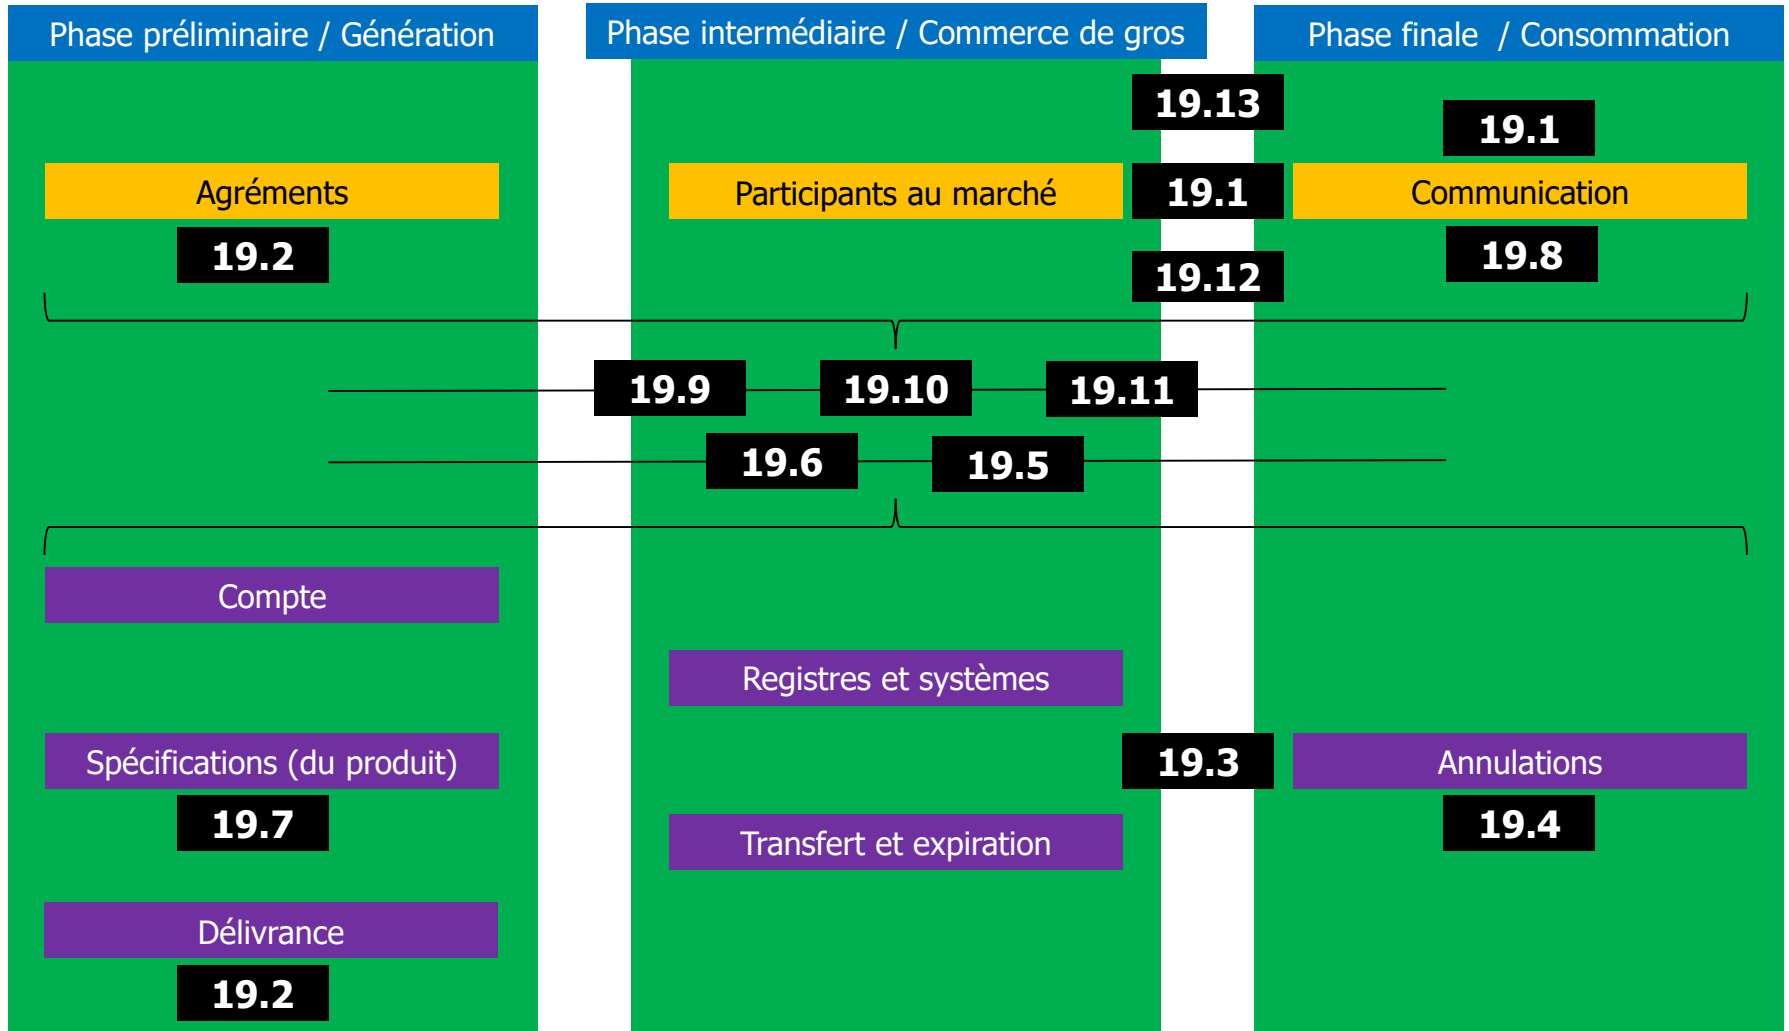 Phase préliminaire / Génération
Phase intermédiaire / Commerce de gros
Phase finale / Consommation
19.13
19.1
Agréments
Participants au marché
19.1
Communication
19.2
19.12
19.8
19.9
19.10
19.11
19.6
19.5
Compte
Registres et systèmes
Spécifications (du produit)
19.3
Annulations
19.7
Transfert et expiration
19.4
Délivrance
19.2